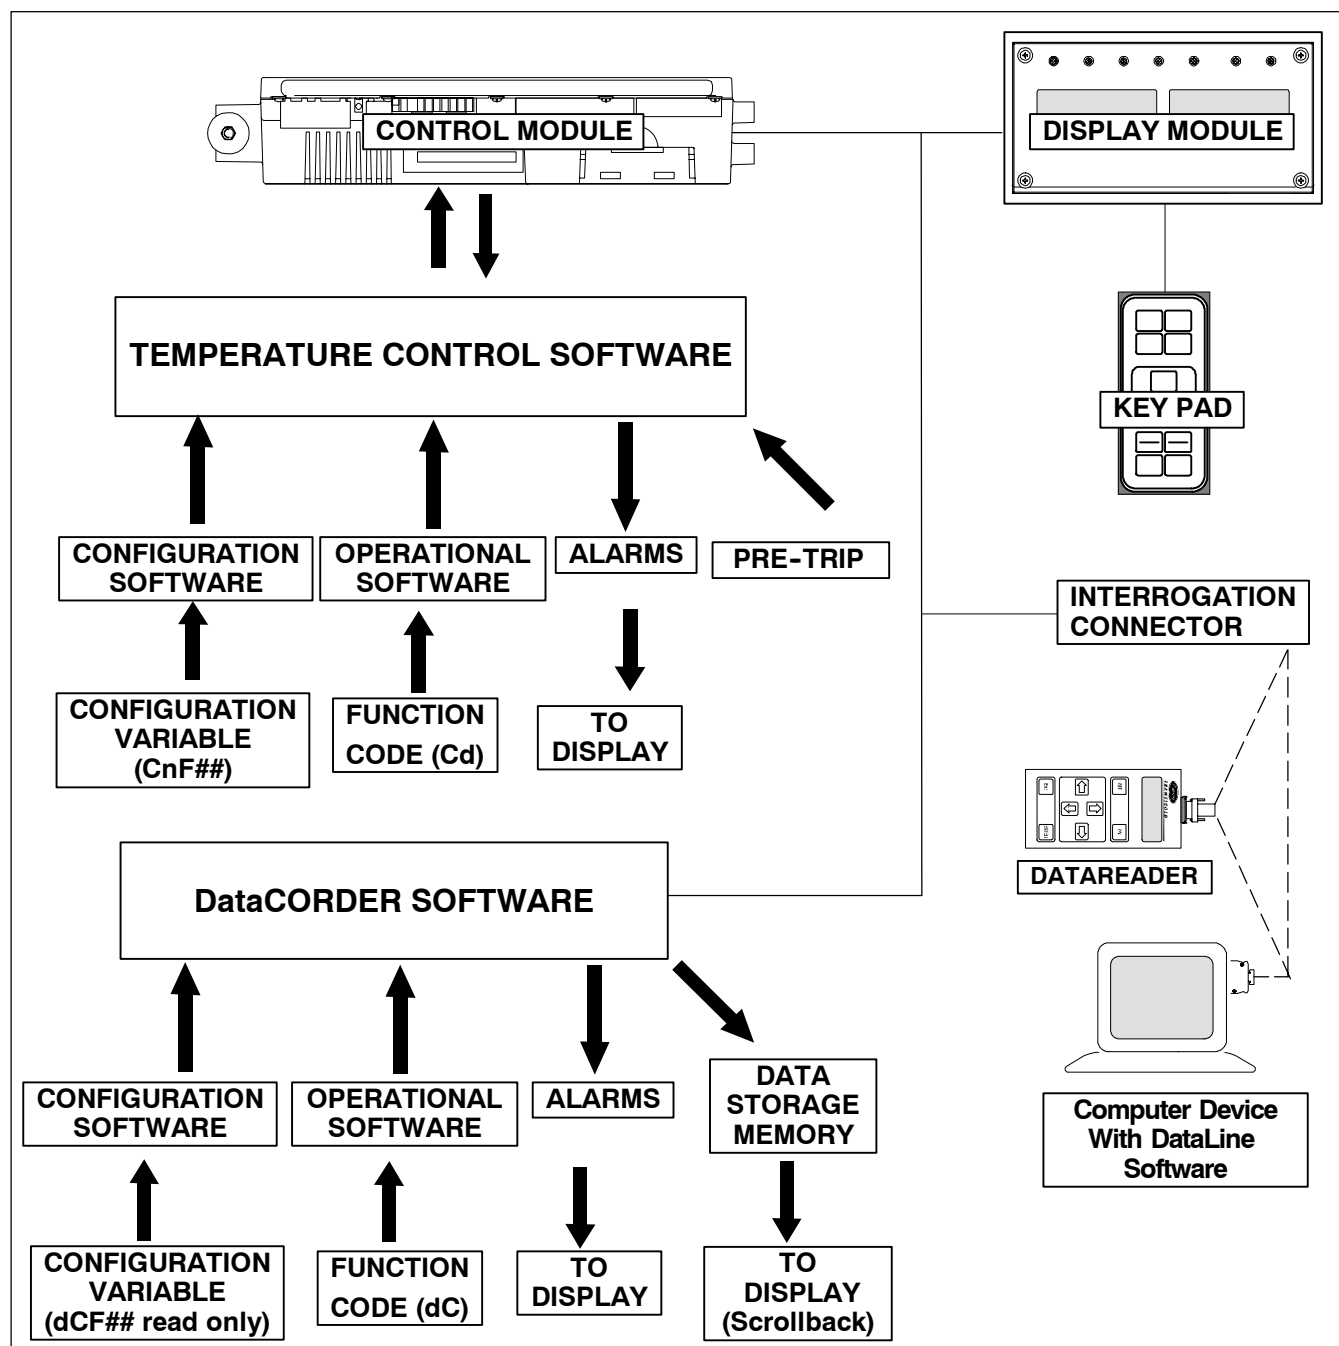 CONTROL MODULE
DISPLAY MODULE
TEMPERATURE CONTROL SOFTWARE
KEY PAD
CONFIGURATION
SOFTWARE
OPERATIONAL
SOFTWARE
ALARMS
PRE-TRIP
INTERROGATION
CONNECTOR
CONFIGURATION
VARIABLE
(CnF##)
FUNCTION
CODE (Cd)
TO
DISPLAY
DATAREADER
DataCORDER SOFTWARE
CONFIGURATION
SOFTWARE
OPERATIONAL
SOFTWARE
ALARMS
DATA
STORAGE
MEMORY
Computer Device
With DataLine
Software
CONFIGURATION
VARIABLE
(dCF## read only)
FUNCTION
CODE (dC)
TO
DISPLAY
TO
DISPLAY
(Scrollback)